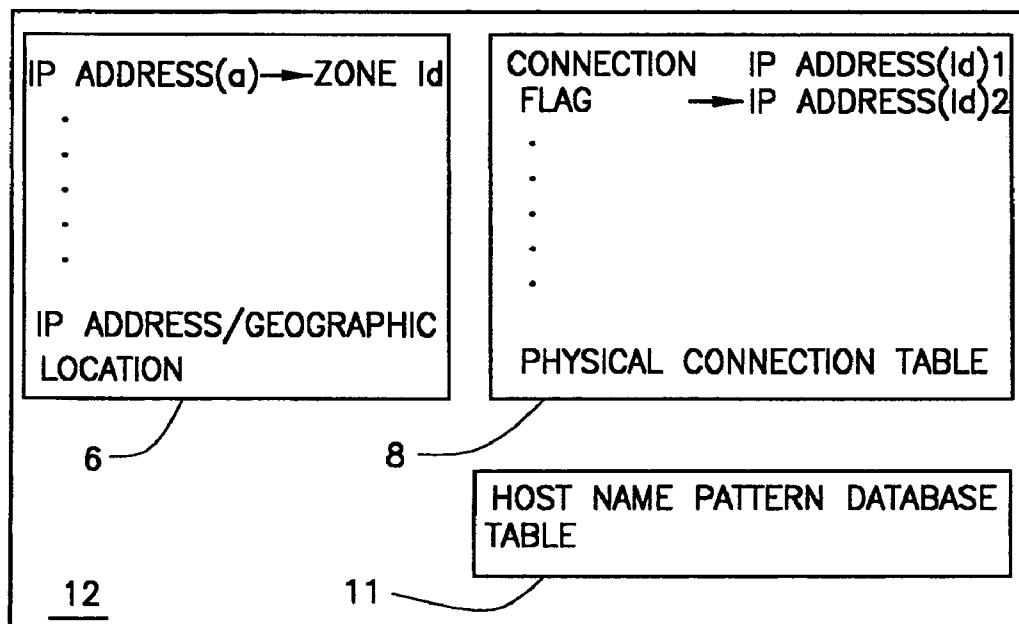 IP ADDRESS(a)→ZONE Id
IP ADDRESS/GEOGRAPHIC
LOCATION
CONNECTION IP ADDRESS(Id)1
FLAG → IP ADDRESS(Id)2
PHYSICAL CONNECTION TABLE
6
8
HOST NAME PATTERN DATABASE
TABLE
12
11